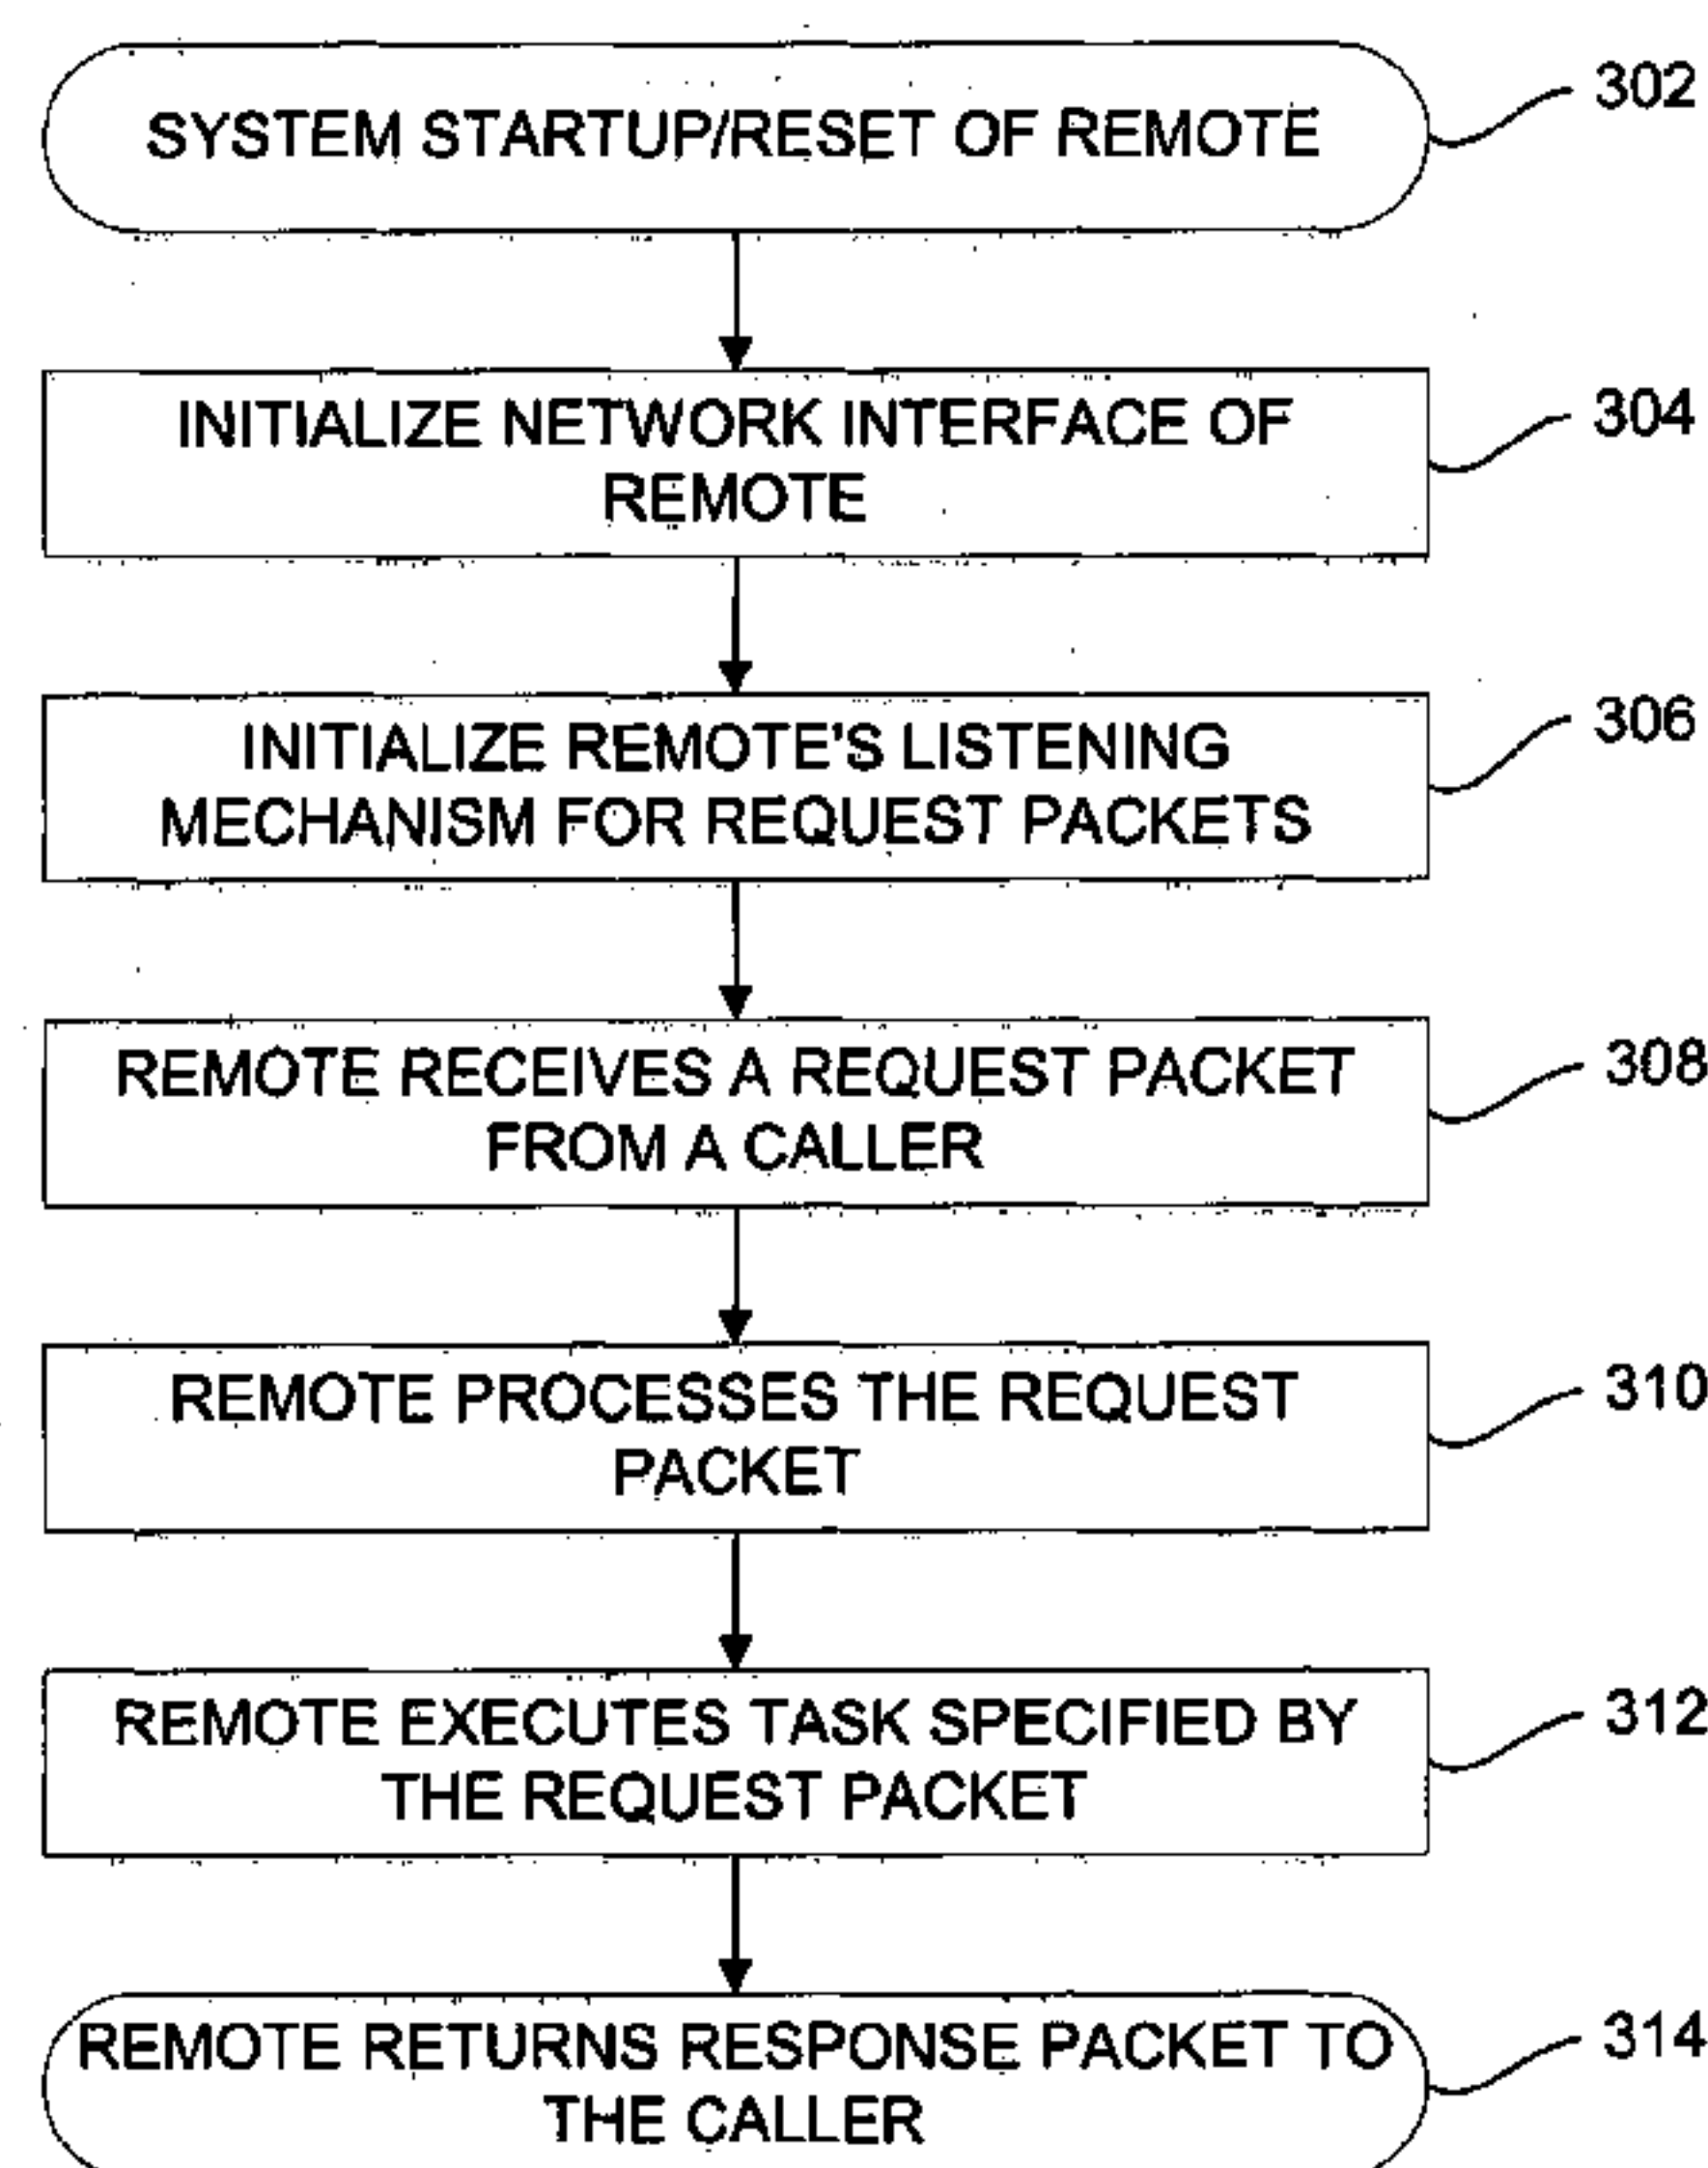 SYSTEM STARTUP/RESET OF REMOTE
302
INITIALIZE NETWORK INTERFACE OF
REMOTE
304
INITIALIZE REMOTE'S LISTENING
MECHANISM FOR REQUEST PACKETS
306
REMOTE RECEIVES A REQUEST PACKET
FROM A CALLER
308
REMOTE PROCESSES THE REQUEST
PACKET
310
REMOTE EXECUTES TASK SPECIFIED BY
THE REQUEST PACKET
312
REMOTE RETURNS RESPONSE PACKET TO
THE CALLER
314